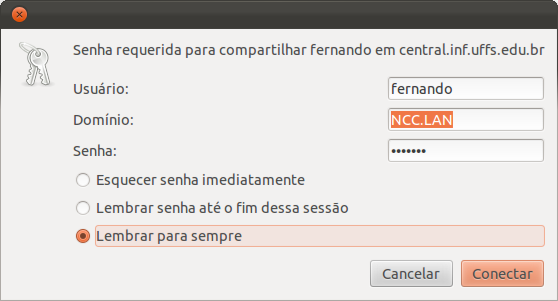 Senha requerida para compartilhar fernando em central.inf.uffs.edu.br
Usuário: fernando
Domínio: NCC.LAN
Senha: •••••••
Esquecer senha imediatamente
Lembrar senha até o fim dessa sessão
Lembrar para sempre
Cancelar Conectar